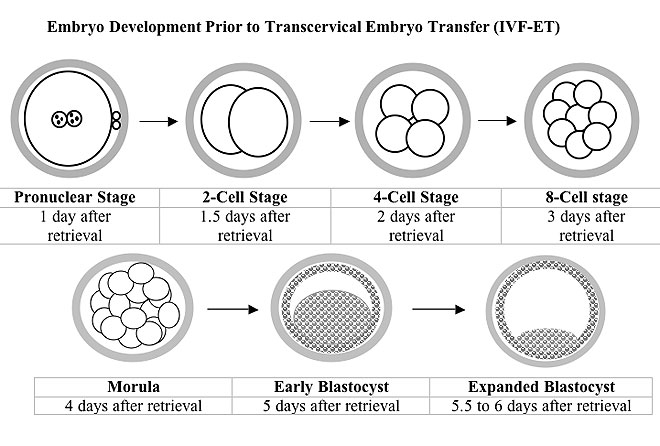 Embryo Development Prior to Transcervical Embryo Transfer (IVF-ET)
Pronuclear Stage
2-Cell Stage
4-Cell Stage
8-Cell stage
1 day after
retrieval
1.5 days after
retrieval
2 days after
retrieval
3 days after
retrieval
Morula
Early Blastocyst
Expanded Blastocyst
4 days after retrieval
5 days after retrieval
5.5 to 6 days after retrieval